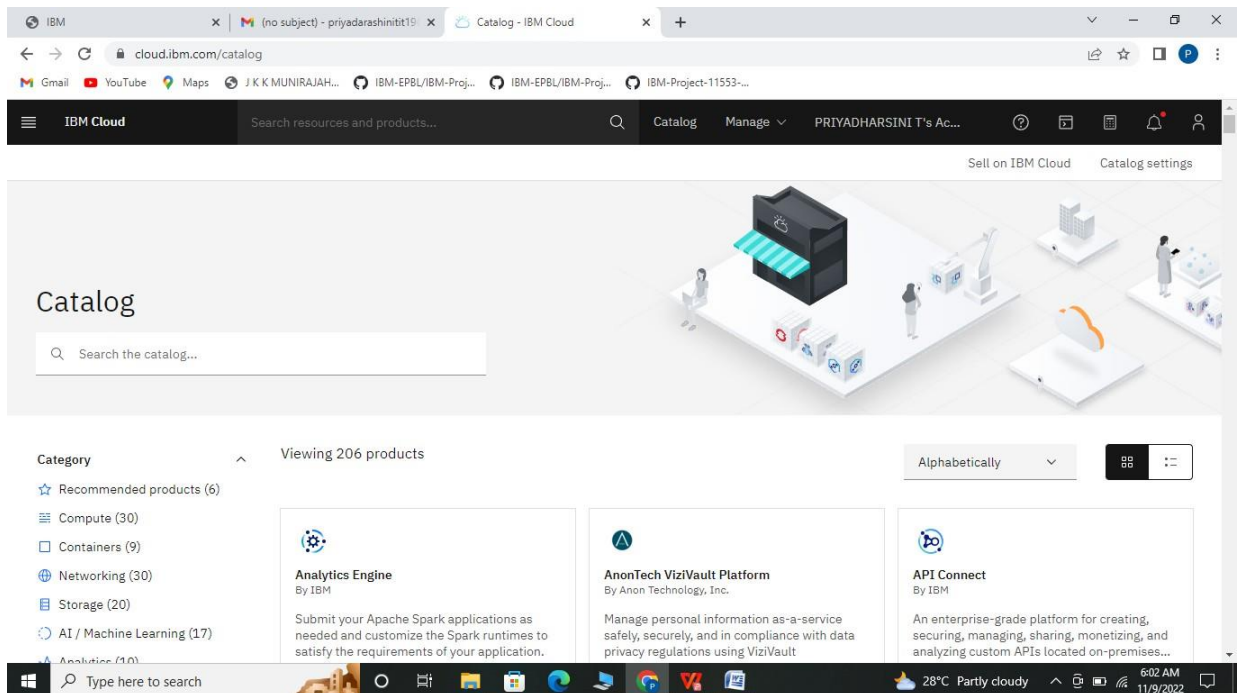 IBM
(no subject) - priyadarashinitit19
Catalog - IBM Cloud
cloud.ibm.com/catalog
P
Gmail
YouTube
Maps
J K K MUNIRAJAH...
IBM-EPBL/IBM-Proj...
IBM-EPBL/IBM-Proj...
IBM-Project-11553-...
IBM Cloud
Search resources and products...
Catalog
Manage
PRIYADHARSINI T's Ac...
Sell on IBM Cloud
Catalog settings
Catalog
Search the catalog...
Category
Viewing 206 products
Alphabetically
Recommended products (6)
Compute (30)
Containers (9)
Networking (30)
Storage (20)
AI / Machine Learning (17)
Analytics (10)
Analytics Engine
By IBM
Submit your Apache Spark applications as
needed and customize the Spark runtimes to
satisfy the requirements of your application.
AnonTech ViziVault Platform
By Anon Technology, Inc.
Manage personal information as-a-service
safely, securely, and in compliance with data
privacy regulations using ViziVault
API Connect
By IBM
An enterprise-grade platform for creating,
securing, managing, sharing, monetizing, and
analyzing custom APIs located on-premises...
Type here to search
28°C Partly cloudy
6:02 AM
11/9/2022